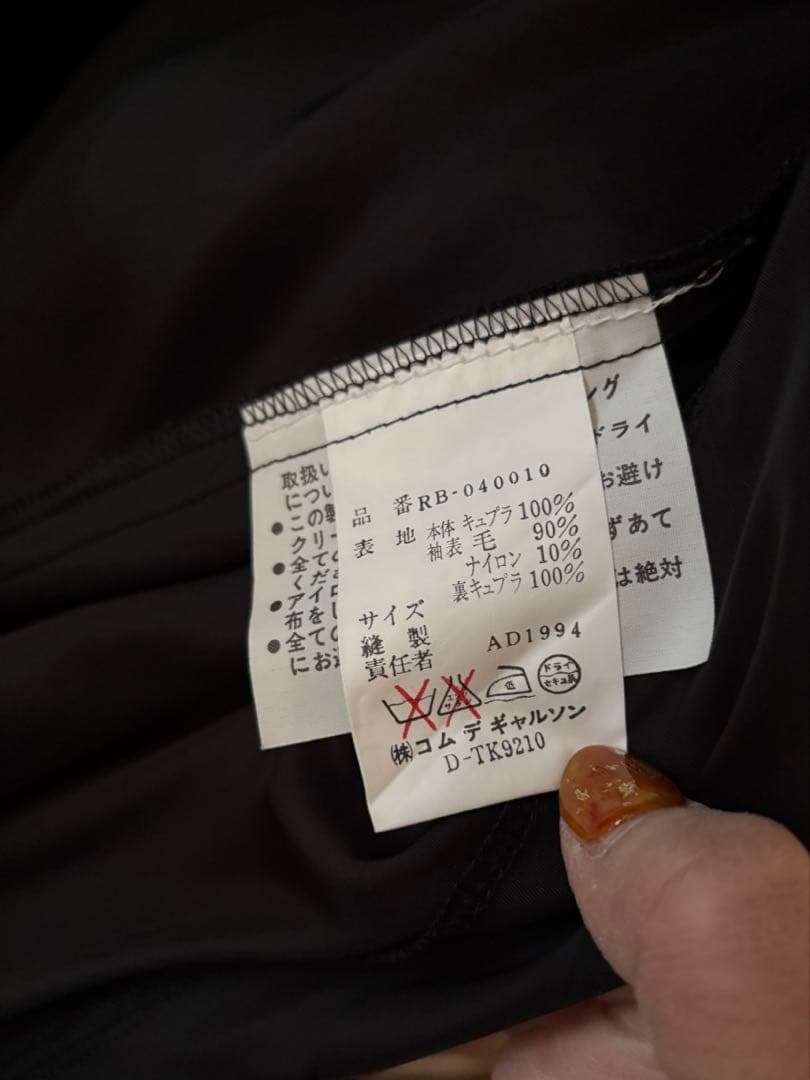 取扱い
につい
●この製
クリー
●全ての
くだ
●アイロ
布をし
●全ての
にお
ング
ドライ
お避け
ずあて
は絶対
品番 RB-040010
表地 本体 キュプラ 100%
袖表 毛 90%
ナイロン 10%
裏キュプラ 100%
サイズ
縫製 AD1994
責任者
低
ドライ
セキユ系
(株)コム デ ギャルソン
D-TK9210